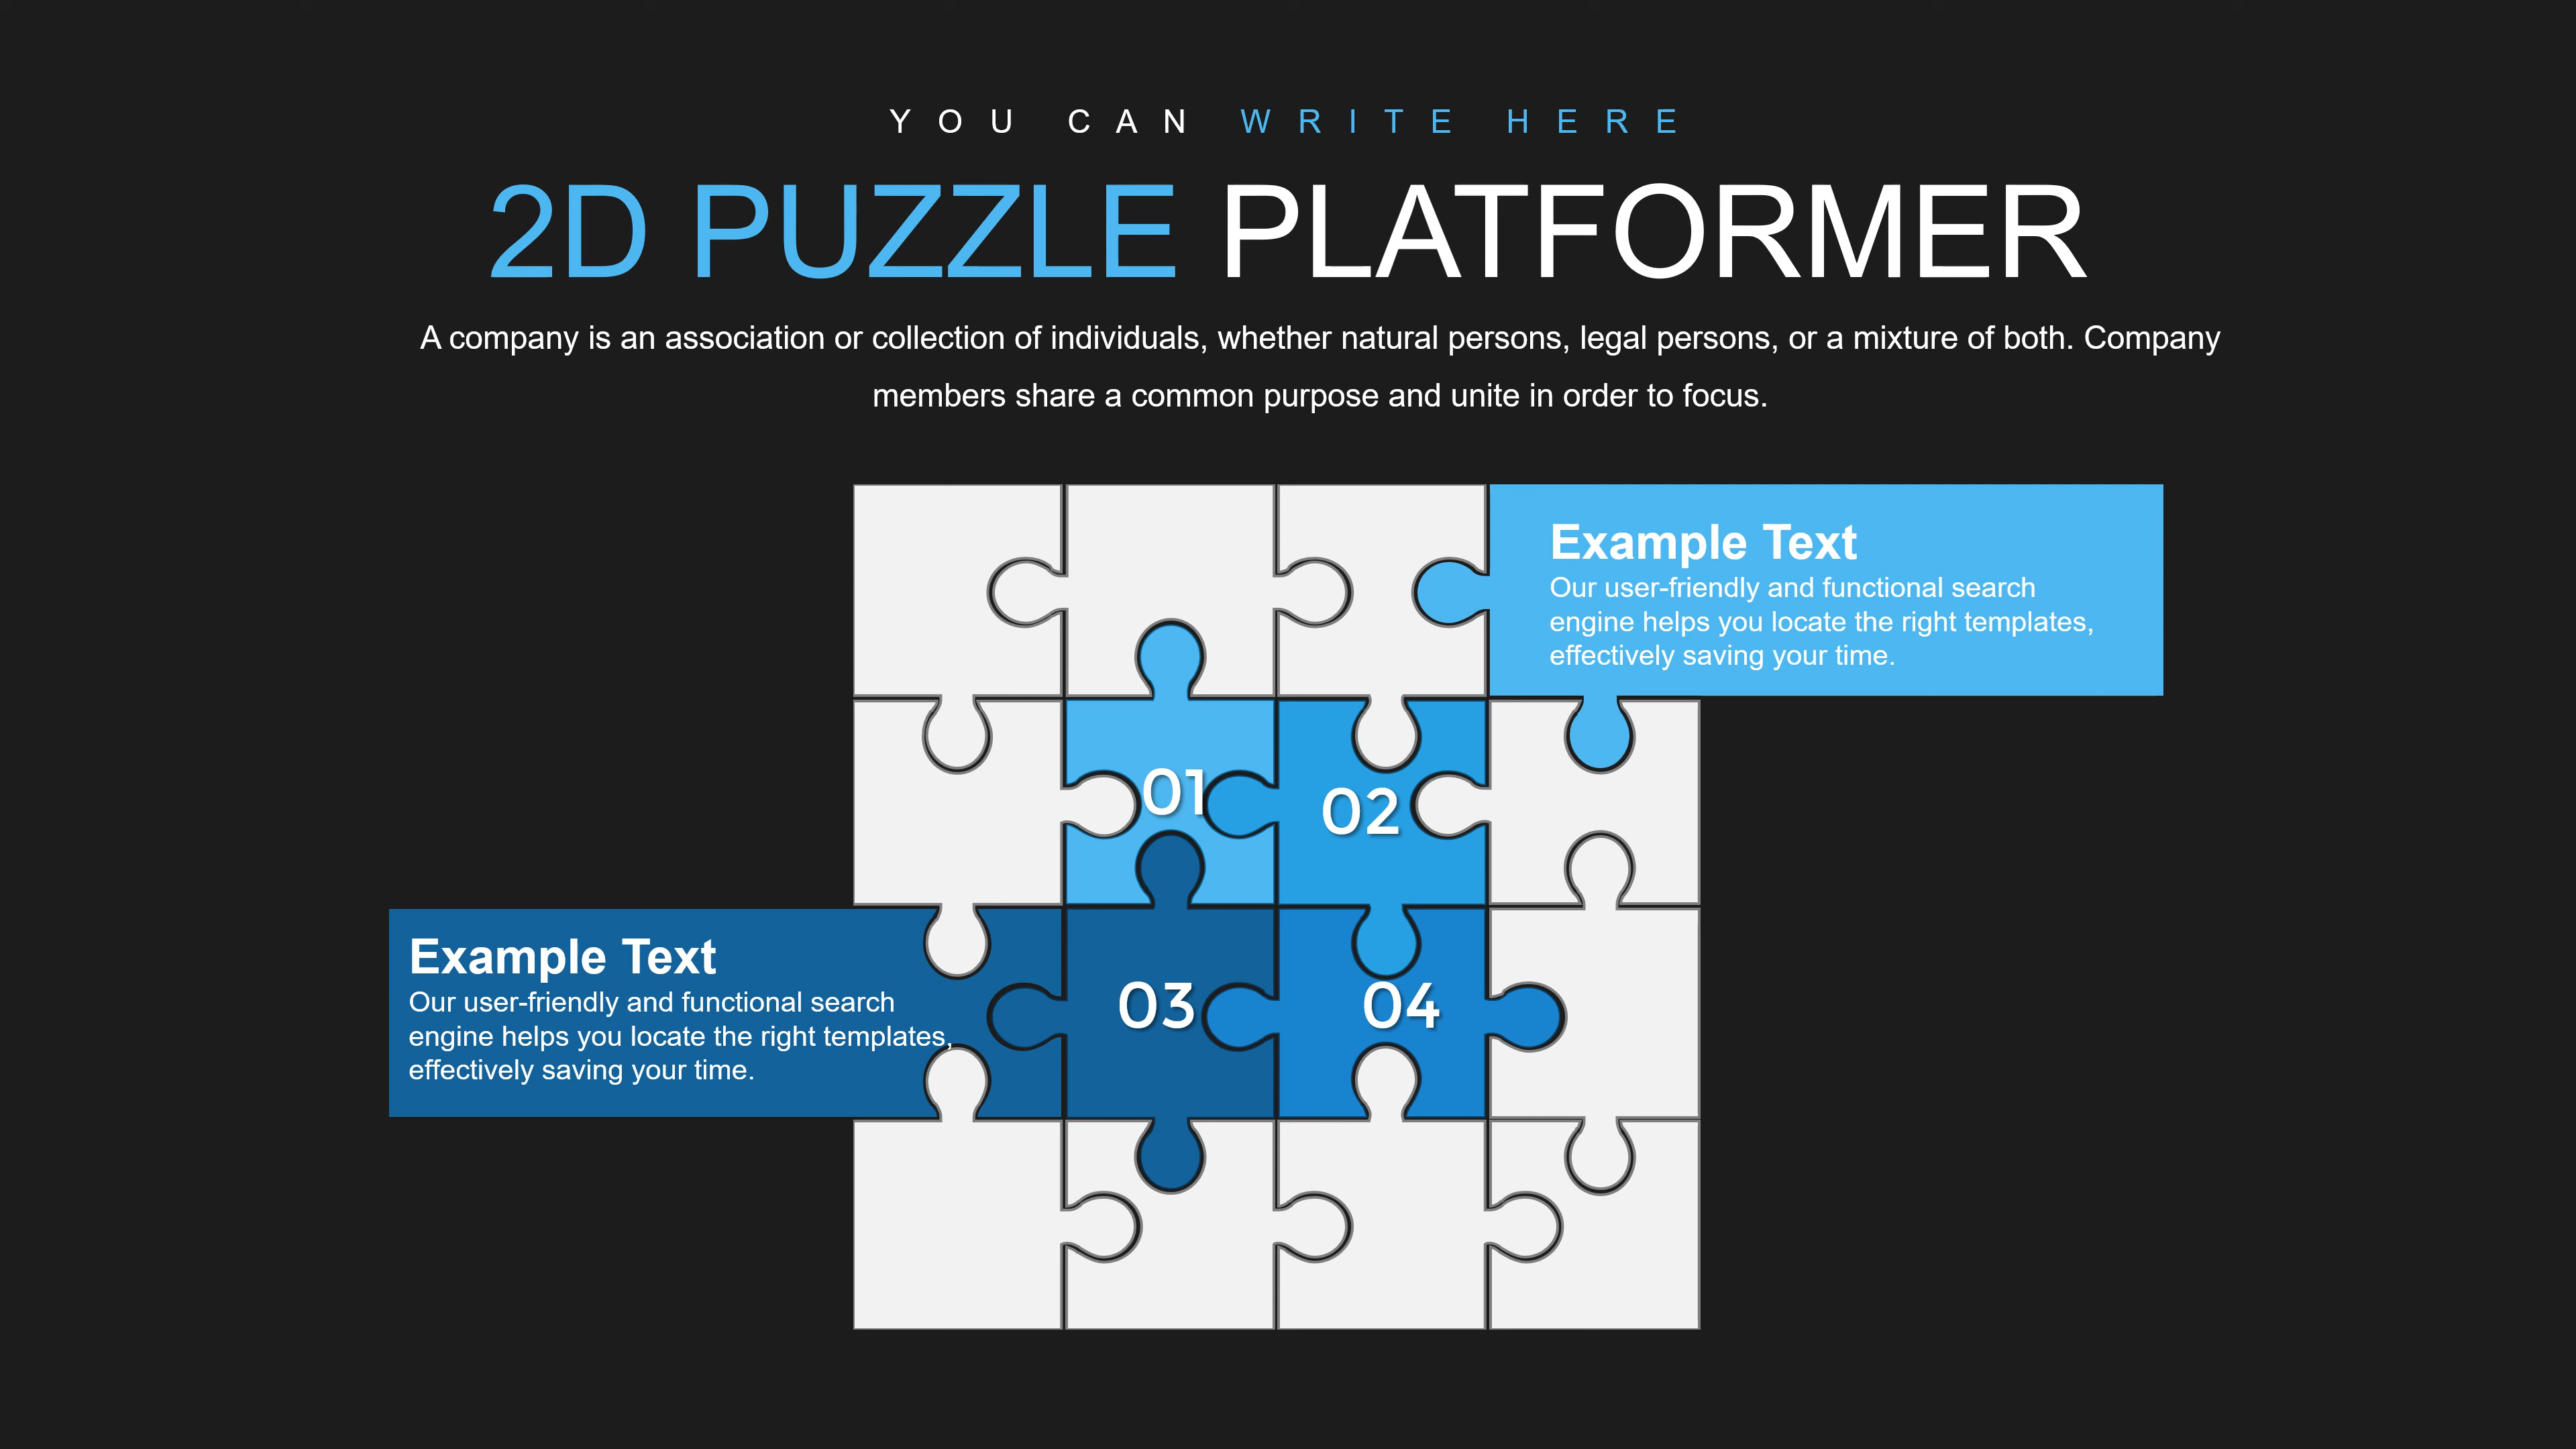 YOU CAN WRITE HERE
2D PUZZLE PLATFORMER
A company is an association or collection of individuals, whether natural persons, legal persons, or a mixture of both. Company
members share a common purpose and unite in order to focus.
Example Text
Our user-friendly and functional search
engine helps you locate the right templates,
effectively saving your time.
01
02
Example Text
Our user-friendly and functional search
engine helps you locate the right templates,
effectively saving your time.
03
04